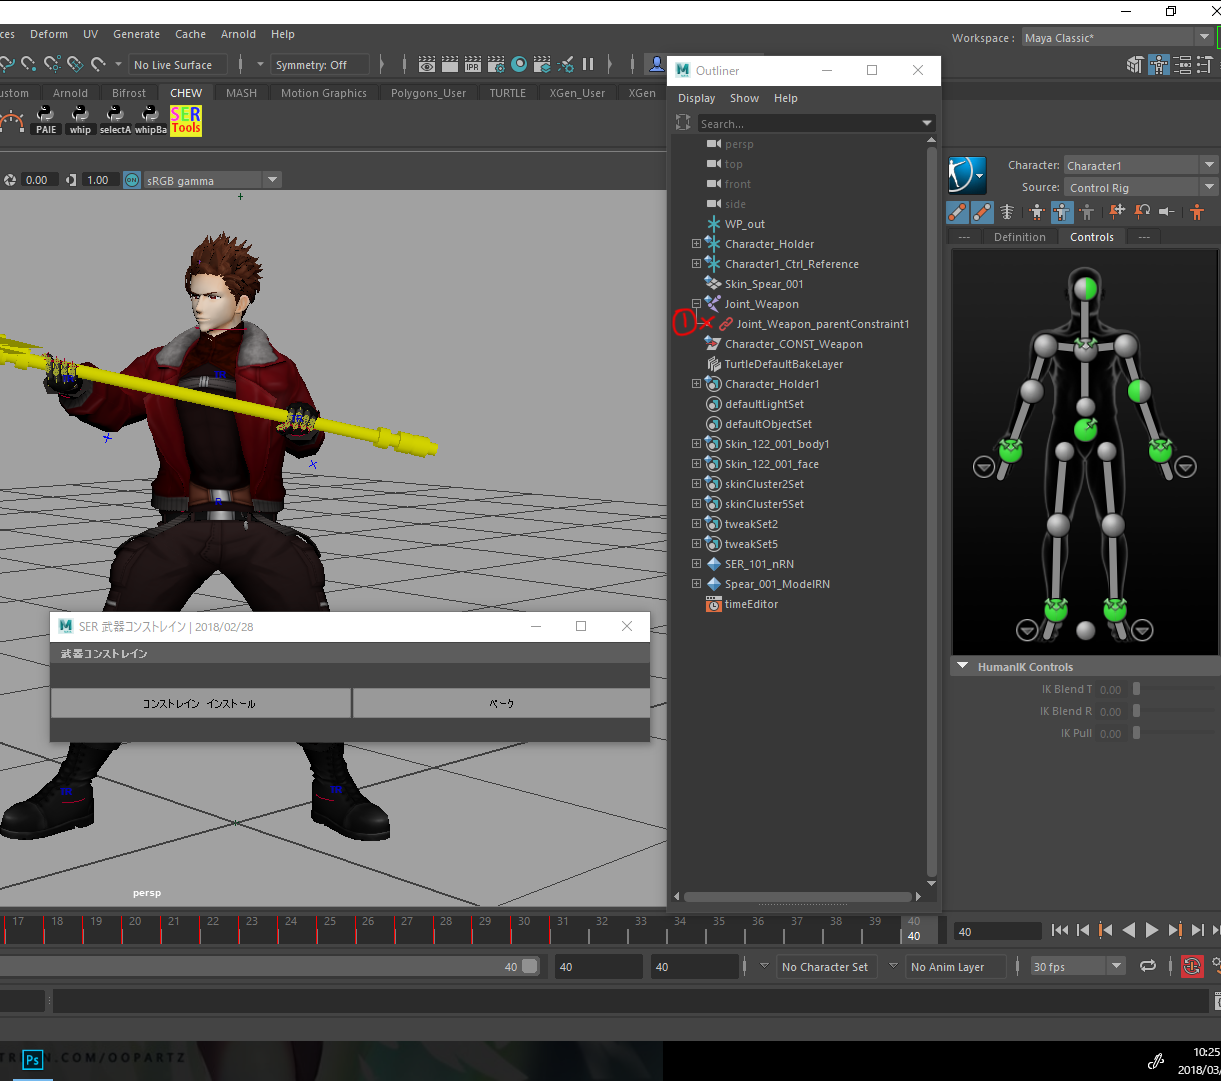 ces Deform UV Generate Cache Arnold Help
Workspace : Maya Classic*
No Live Surface Symmetry: Off
IPR
ustom Arnold Bifrost CHEW MASH Motion Graphics Polygons_User TURTLE XGen_User XGen
PAIE whip selectA whipBa SER Tools
0.00 1.00 ON sRGB gamma
Outliner
Display Show Help
Search...
persp
top
front
side
WP_out
Character_Holder
Character1_Ctrl_Reference
Skin_Spear_001
Joint_Weapon
① Joint_Weapon_parentConstraint1
Character_CONST_Weapon
TurtleDefaultBakeLayer
Character_Holder1
defaultLightSet
defaultObjectSet
Skin_122_001_body1
Skin_122_001_face
skinCluster2Set
skinCluster5Set
tweakSet2
tweakSet5
SER_101_nRN
Spear_001_ModelRN
timeEditor
Character: Character1
Source: Control Rig
--- Definition Controls ---
HumanIK Controls
IK Blend T 0.00
IK Blend R 0.00
IK Pull 0.00
TR
R
TR
TR
SER 武器コンストレイン | 2018/02/28
武器コンストレイン
コンストレイン インストール
ベーク
persp
17 18 19 20 21 22 23 24 25 26 27 28 29 30 31 32 33 34 35 36 37 38 39 40
40
40
40 40 40 No Character Set No Anim Layer 30 fps
.COM/OOPARTZ
Ps
10:25
2018/03/